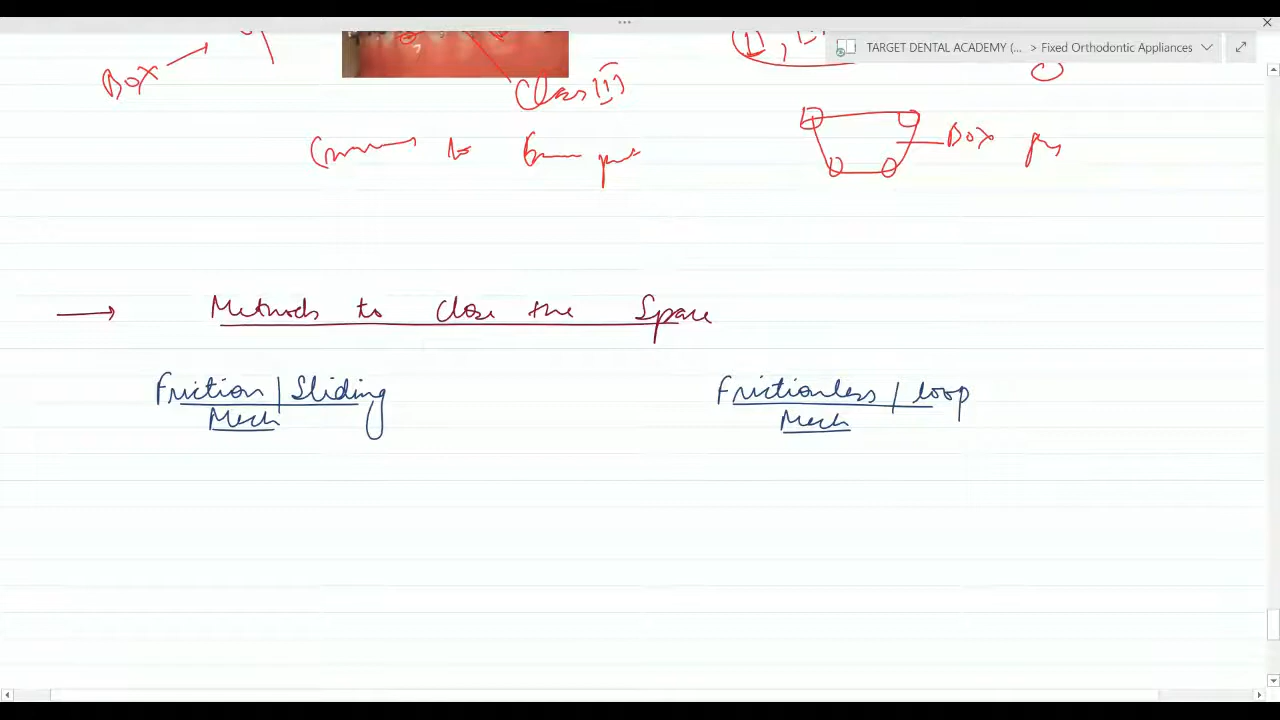 TARGET DENTAL ACADEMY (... > Fixed Orthodontic Appliances
Box
Class III
to
Box
Methods to close the Space
Friction | Sliding
Mech
Frictionless / loop
Mech